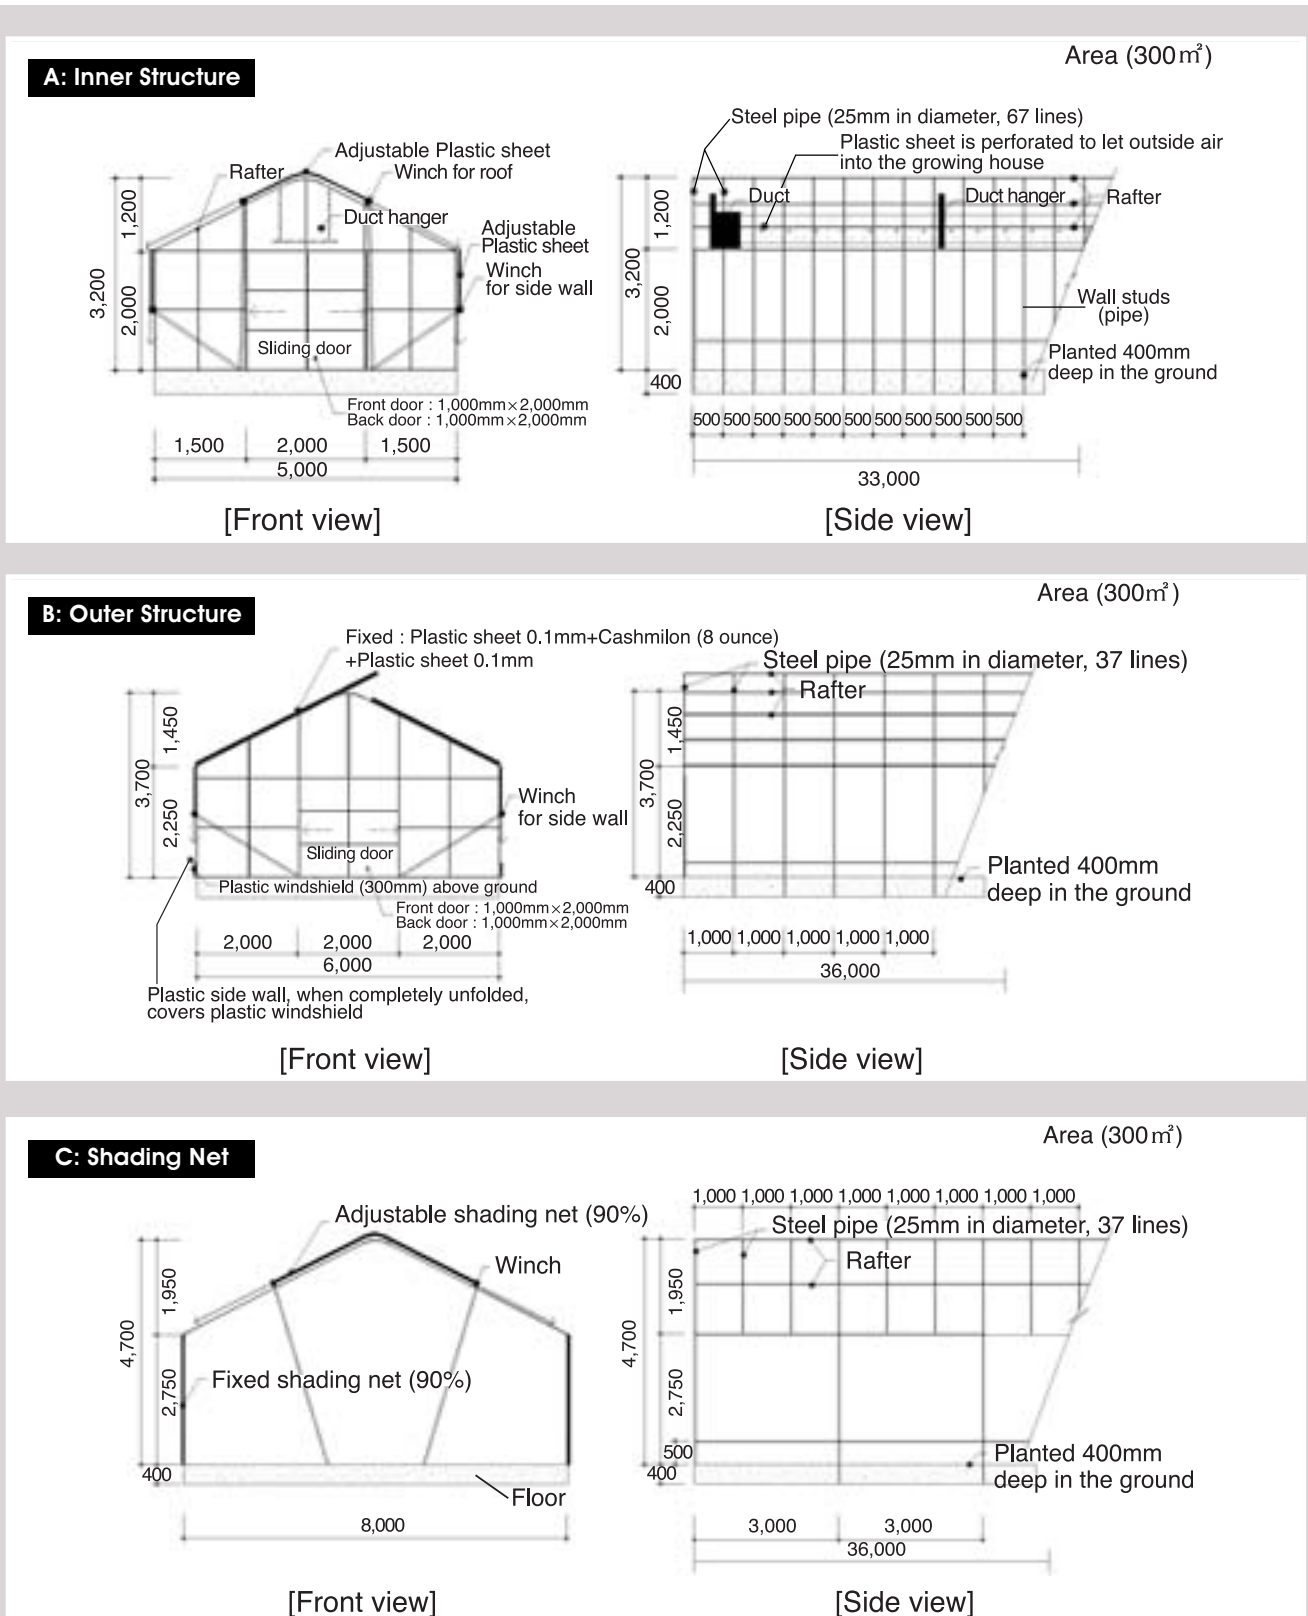 Area (300㎡)
A: Inner Structure
Steel pipe (25mm in diameter, 67 lines)
Plastic sheet is perforated to let outside air
into the growing house
Adjustable Plastic sheet
Rafter
Winch for roof
Duct hanger
Adjustable
Plastic sheet
Winch
for side wall
1,200
3,200
2,000
Sliding door
Front door : 1,000mm×2,000mm
Back door : 1,000mm×2,000mm
1,500
2,000
1,500
5,000
[Front view]
Duct
Duct hanger
Rafter
1,200
3,200
2,000
400
Wall studs
(pipe)
Planted 400mm
deep in the ground
500 500 500 500 500 500 500 500 500 500 500
33,000
[Side view]
Area (300㎡)
B: Outer Structure
Fixed : Plastic sheet 0.1mm+Cashmilon (8 ounce)
+Plastic sheet 0.1mm
1,450
3,700
2,250
Winch
for side wall
Sliding door
Plastic windshield (300mm) above ground
Front door : 1,000mm×2,000mm
Back door : 1,000mm×2,000mm
2,000
2,000
2,000
6,000
Plastic side wall, when completely unfolded,
covers plastic windshield
[Front view]
Steel pipe (25mm in diameter, 37 lines)
Rafter
1,450
3,700
2,250
400
Planted 400mm
deep in the ground
1,000 1,000 1,000 1,000 1,000
36,000
[Side view]
Area (300㎡)
C: Shading Net
Adjustable shading net (90%)
Winch
1,950
4,700
2,750
Fixed shading net (90%)
400
Floor
8,000
[Front view]
1,000 1,000 1,000 1,000 1,000 1,000 1,000 1,000
Steel pipe (25mm in diameter, 37 lines)
Rafter
1,950
4,700
2,750
500
400
Planted 400mm
deep in the ground
3,000
3,000
36,000
[Side view]